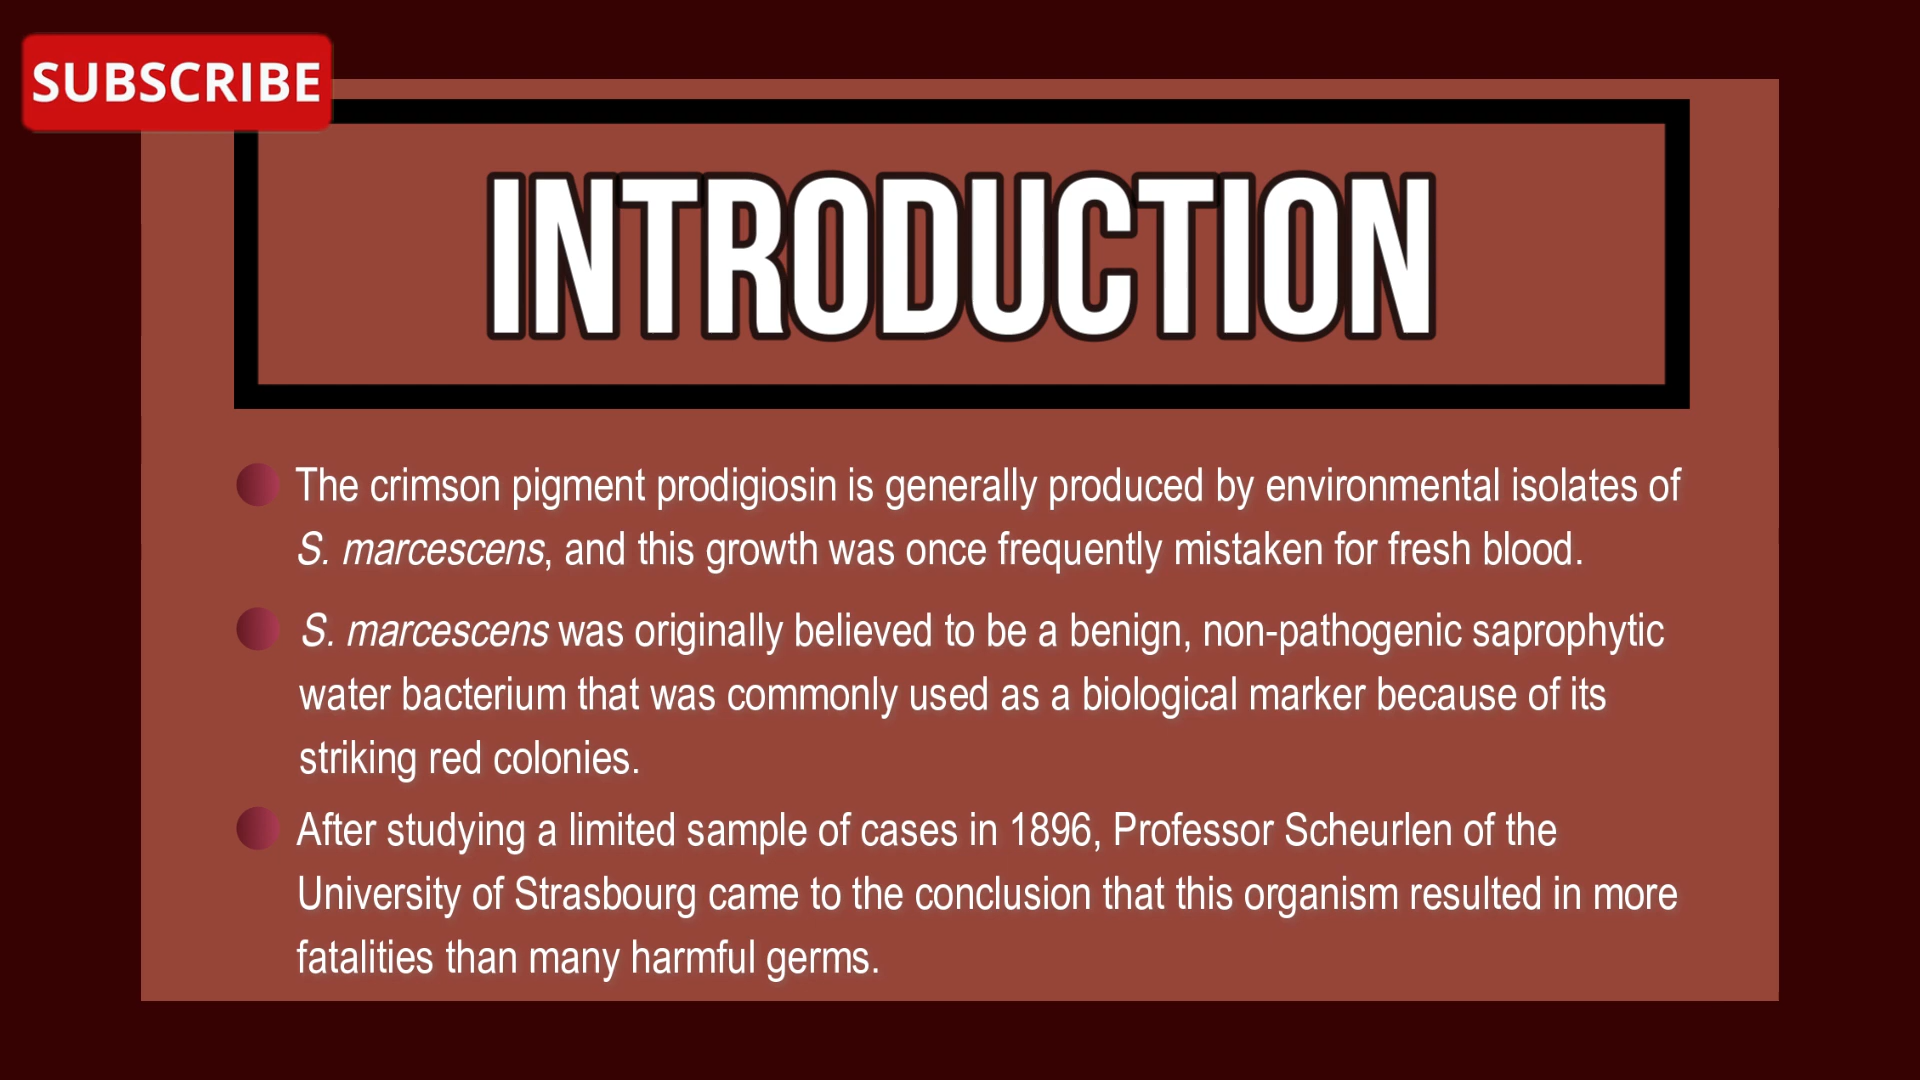 SUBSCRIBE
INTRODUCTION
The crimson pigment prodigiosin is generally produced by environmental isolates of
S. marcescens, and this growth was once frequently mistaken for fresh blood.
S. marcescens was originally believed to be a benign, non-pathogenic saprophytic
water bacterium that was commonly used as a biological marker because of its
striking red colonies.
After studying a limited sample of cases in 1896, Professor Scheurlen of the
University of Strasbourg came to the conclusion that this organism resulted in more
fatalities than many harmful germs.